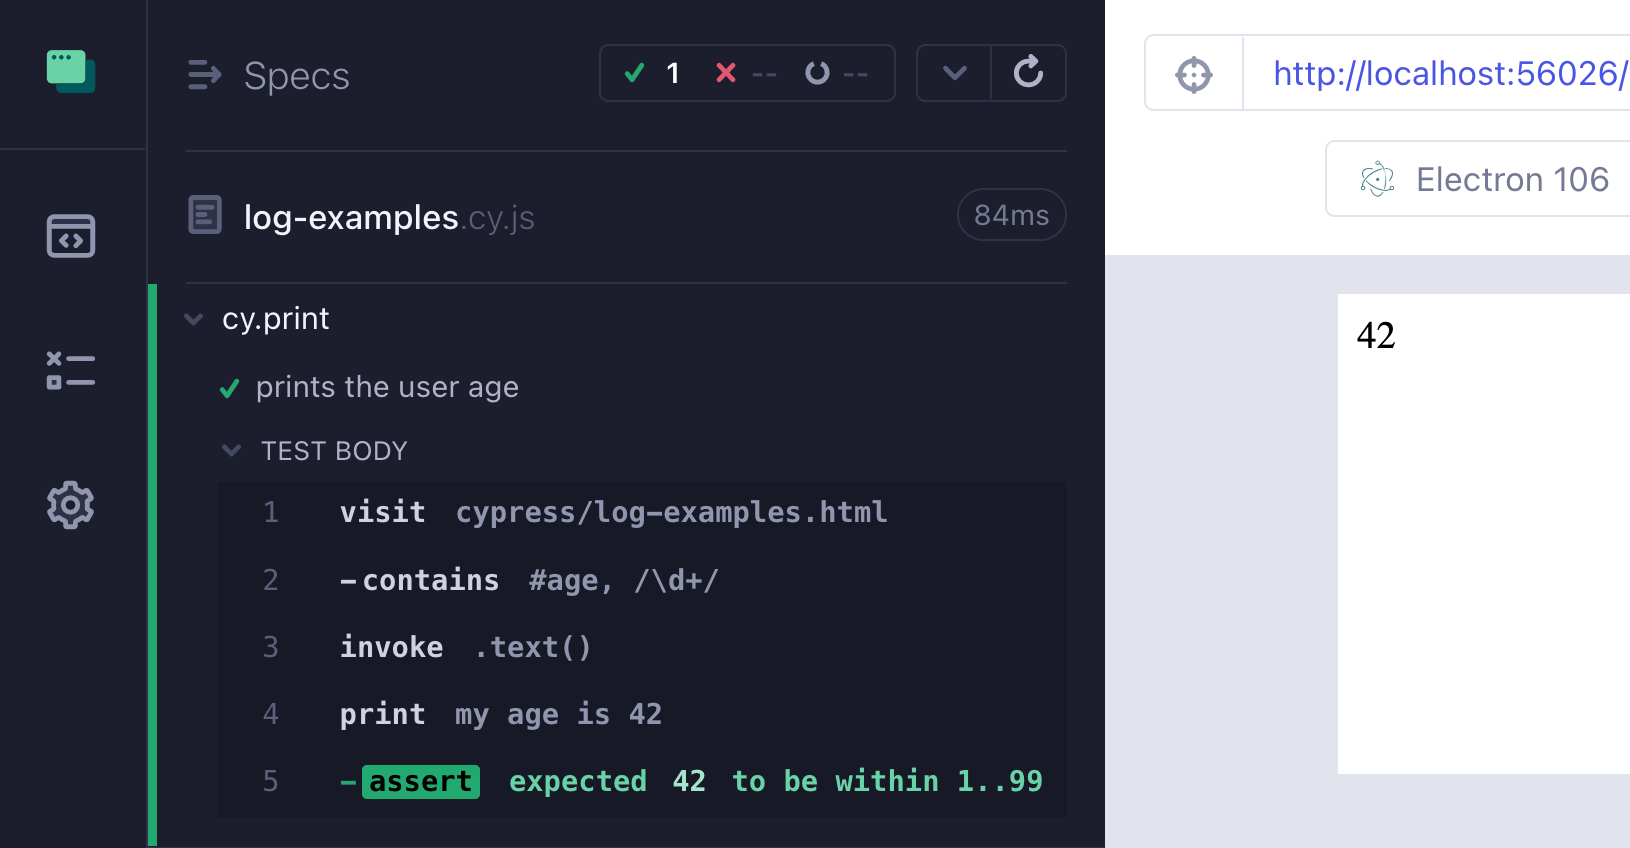 Specs
1 -- --
log-examples.cy.js
84ms
cy.print
prints the user age
TEST BODY
1 visit cypress/log-examples.html
2 -contains #age, /\d+/
3 invoke .text()
4 print my age is 42
5 -assert expected 42 to be within 1..99
http://localhost:56026/
Electron 106
42